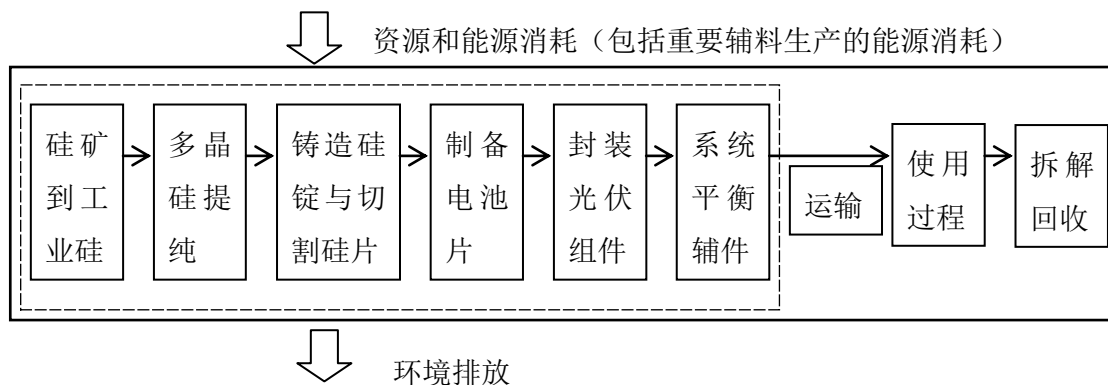 资源和能源消耗（包括重要辅料生产的能源消耗）
硅矿
到工
业硅
多晶
硅提
纯
铸造硅
锭与切
割硅片
制备
电池
片
封装
光伏
组件
系统
平衡
辅件
运输
使用
过程
拆解
回收
环境排放